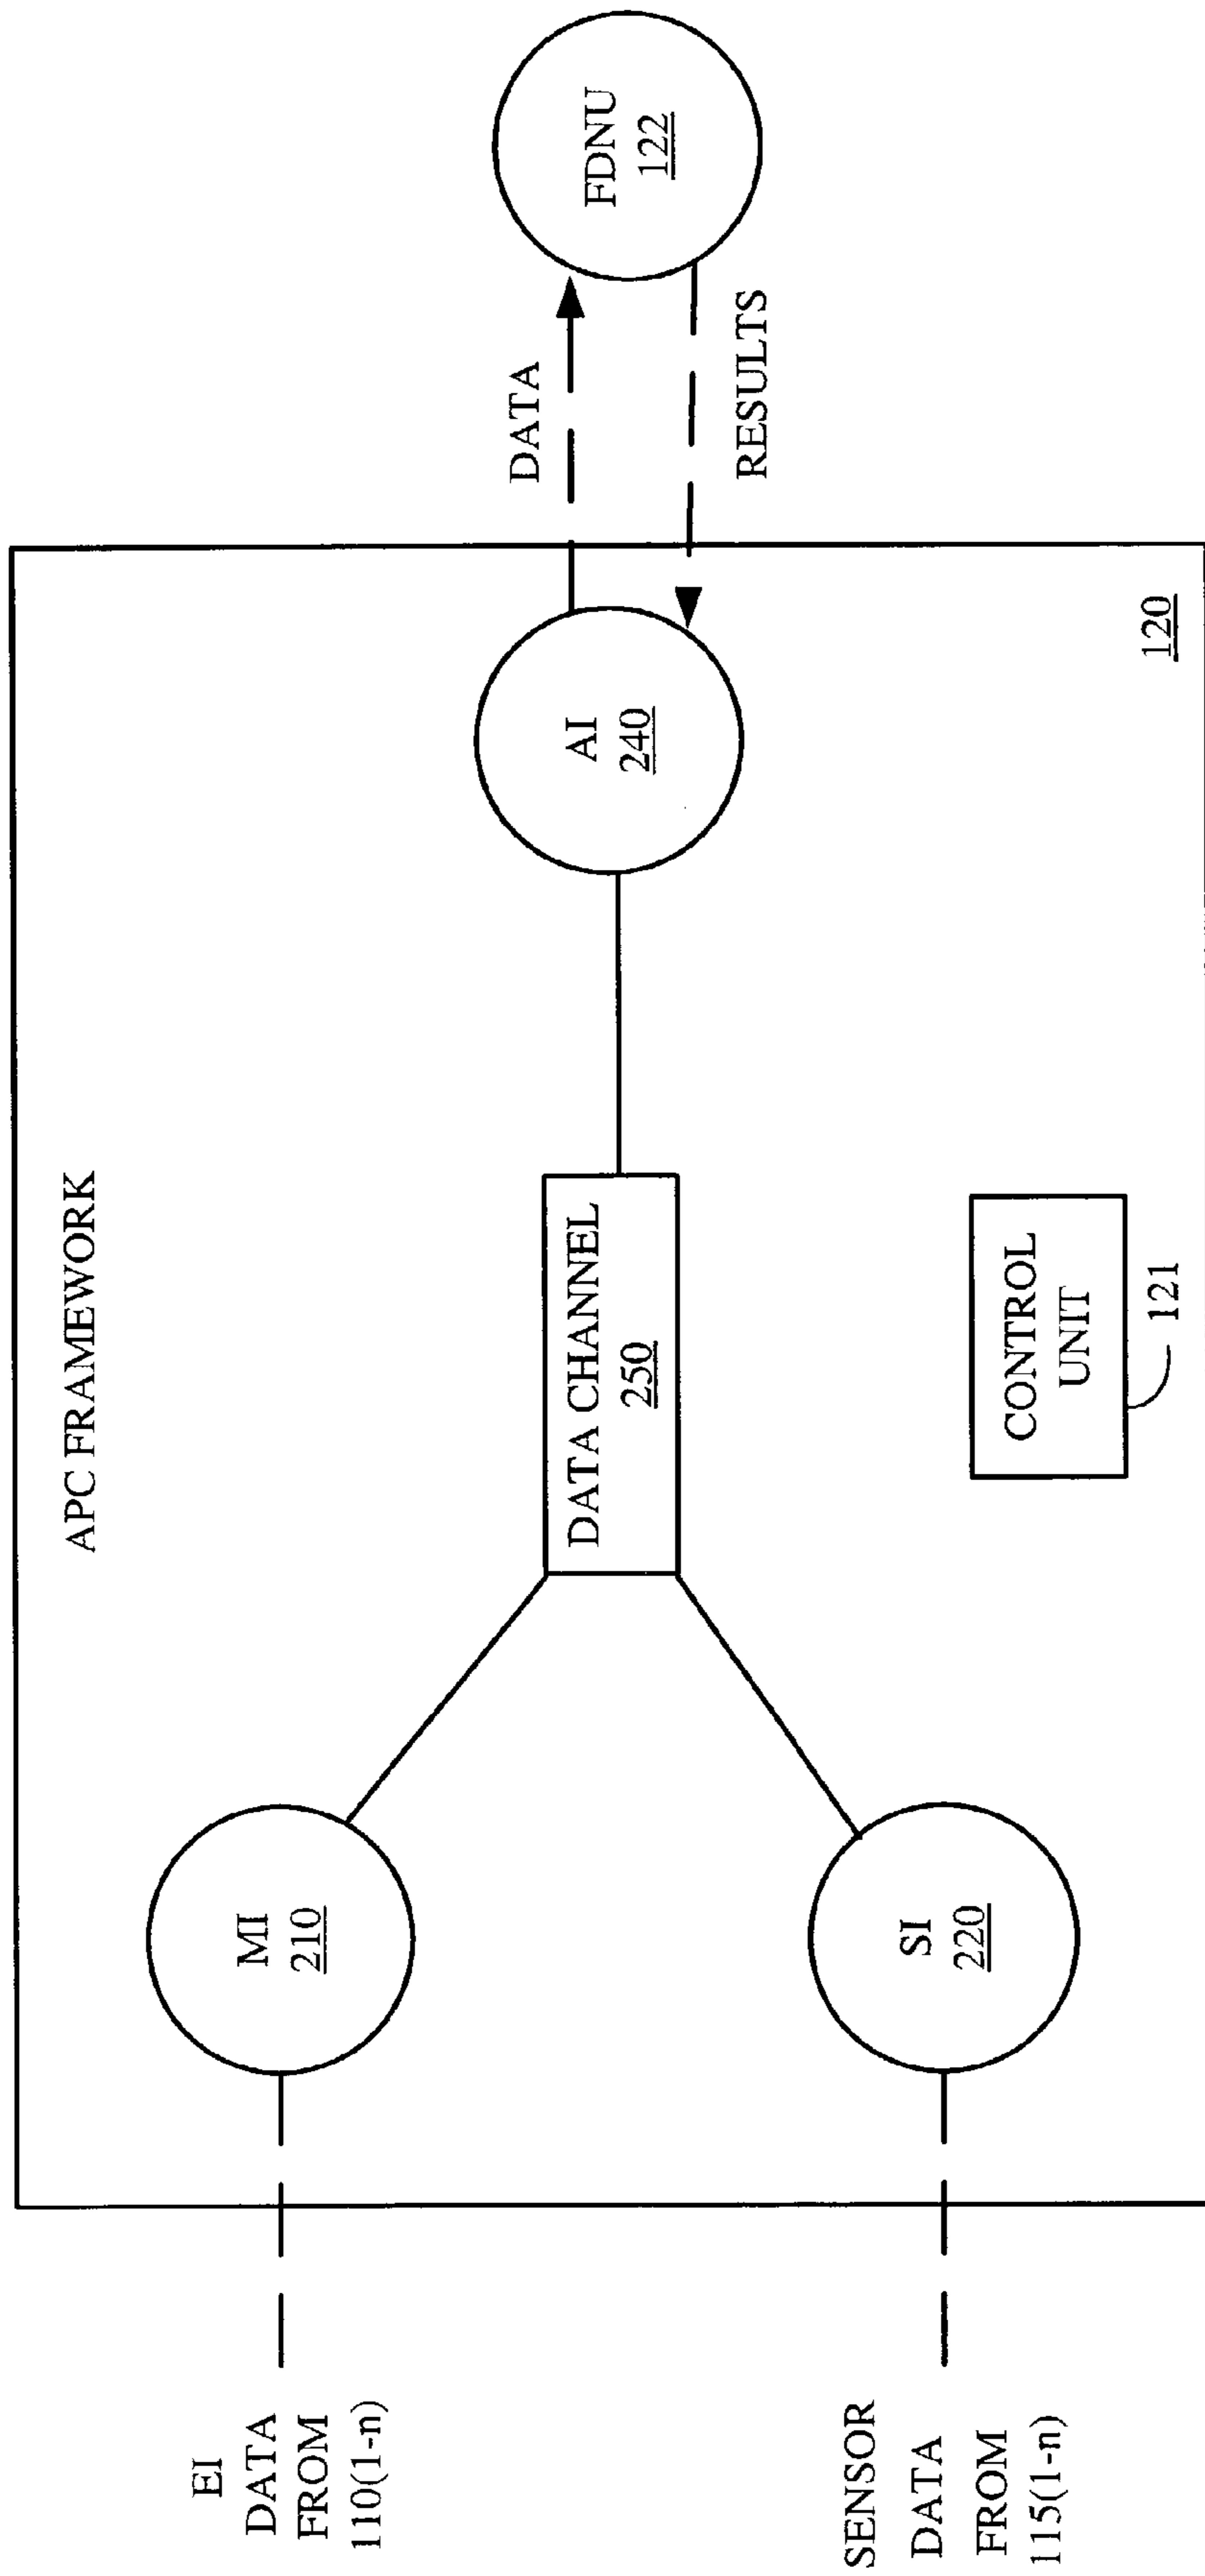 APC FRAMEWORK
EI
DATA
FROM
110(1-n)
MI
210
SENSOR
DATA
FROM
115(1-n)
SI
220
DATA CHANNEL
250
CONTROL
UNIT
121
AI
240
120
DATA
RESULTS
FDNU
122